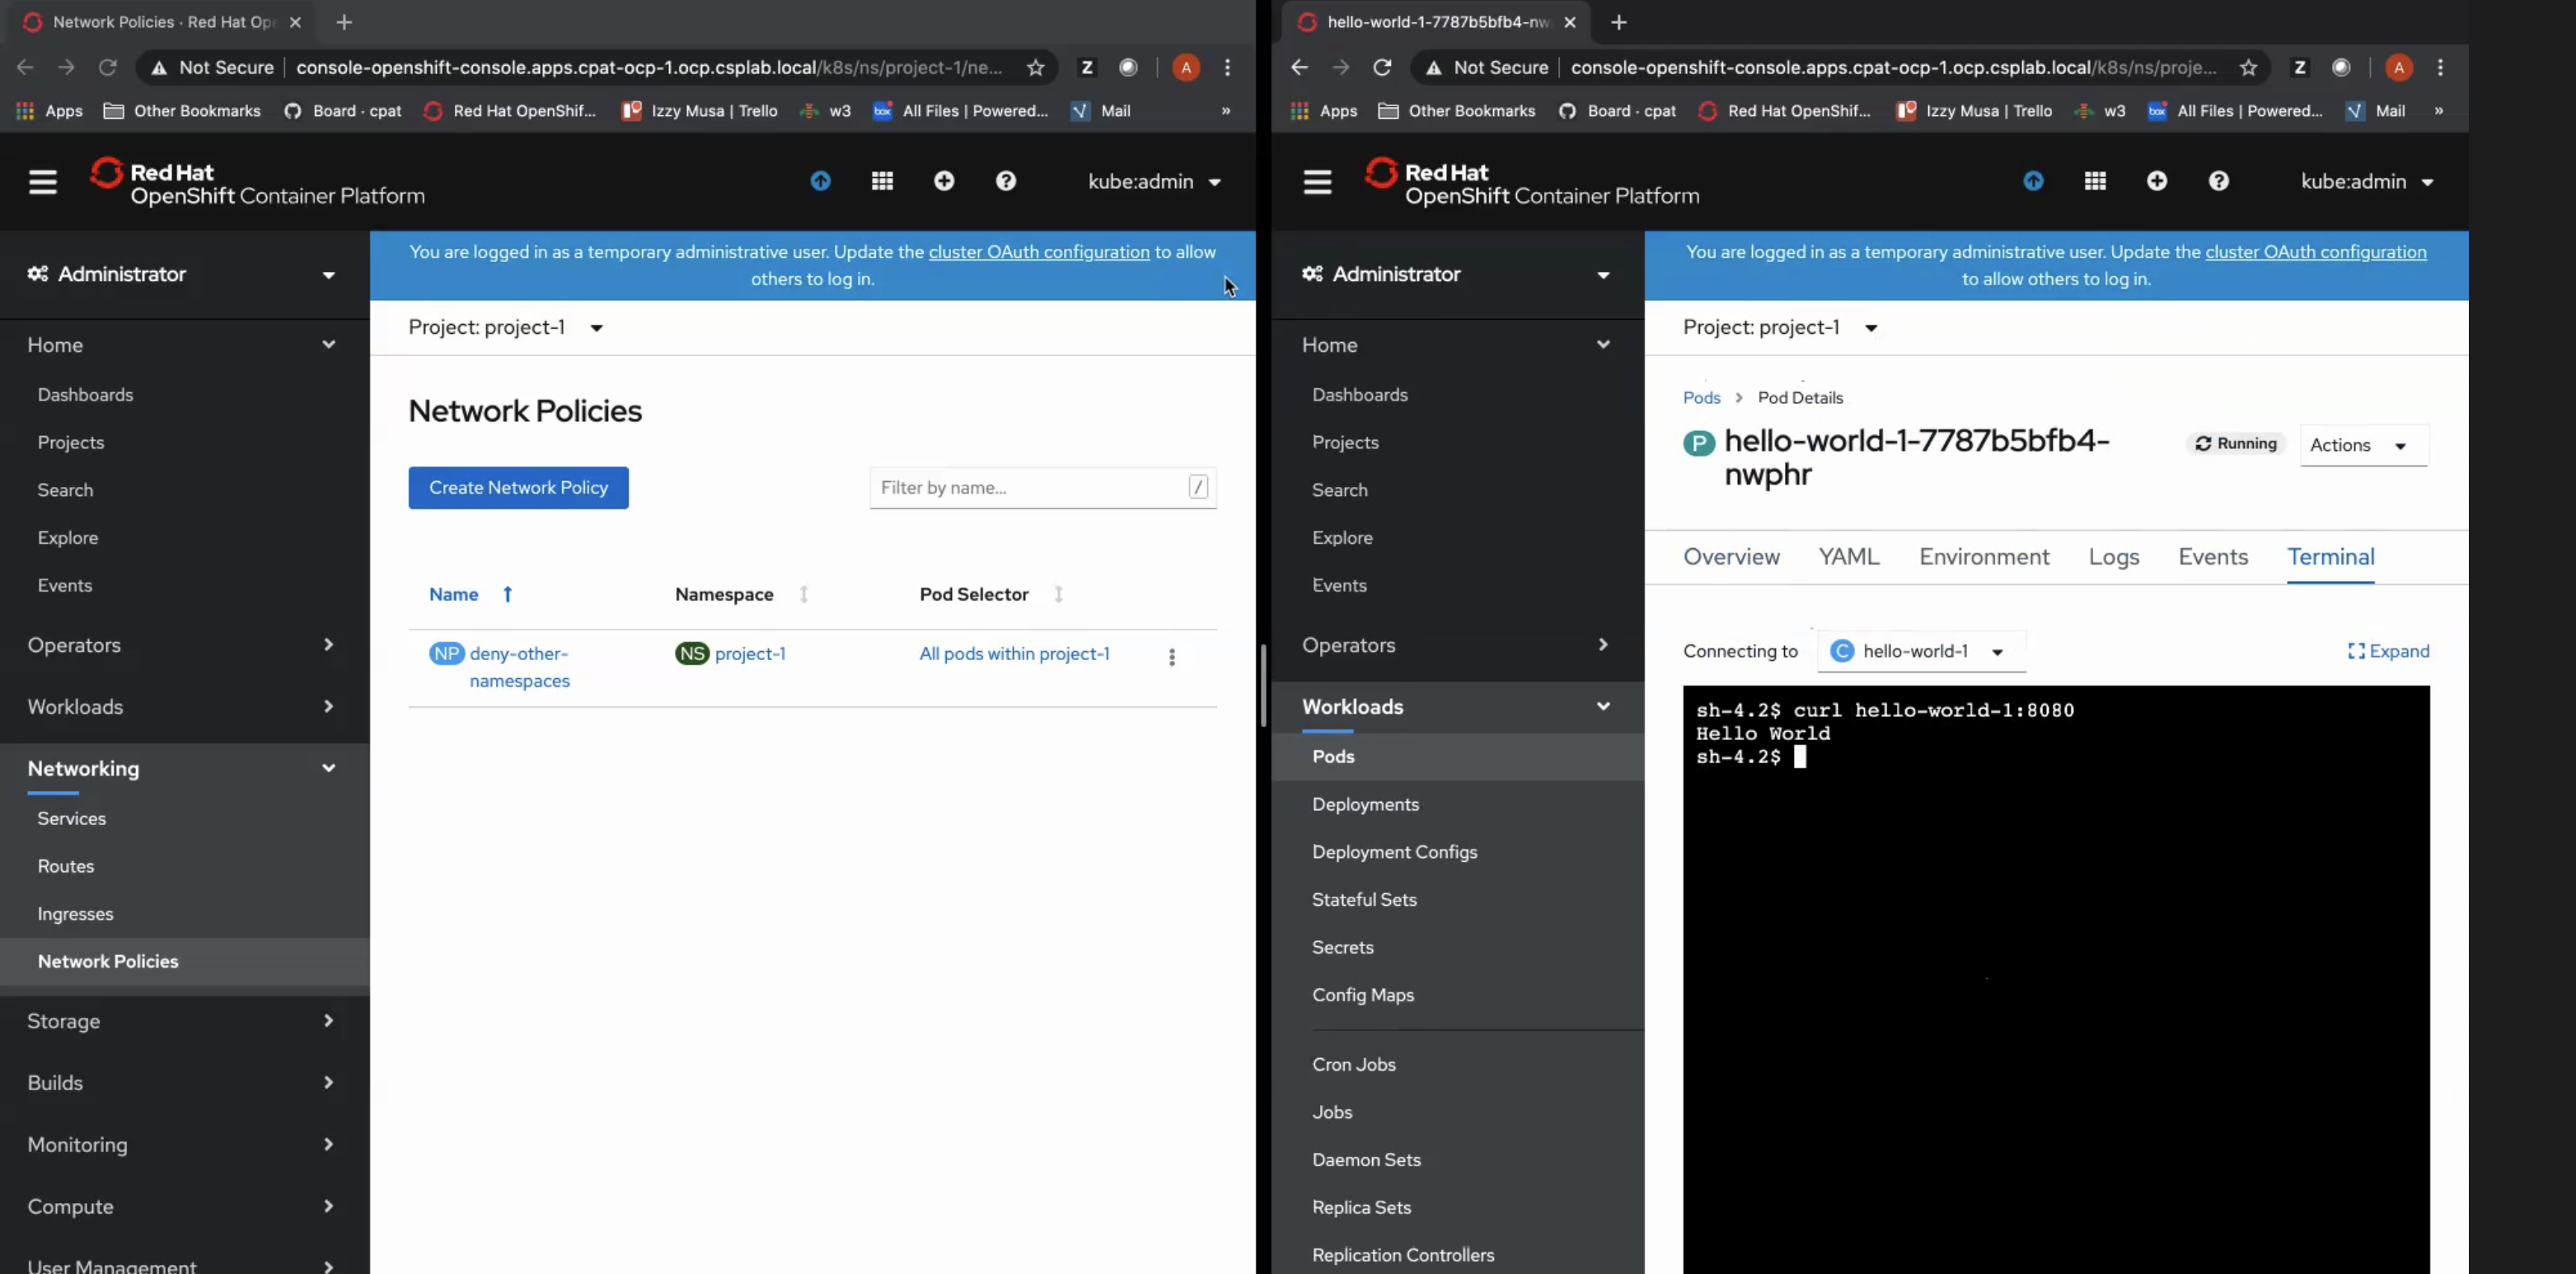 Network Policies · Red Hat Ope
Not Secure | console-openshift-console.apps.cpat-ocp-1.ocp.csplab.local/k8s/ns/project-1/ne...
Z
A
Apps
Other Bookmarks
Board · cpat
Red Hat OpenShif...
Izzy Musa | Trello
w3
box
All Files | Powered...
Mail
»
Red Hat
OpenShift Container Platform
kube:admin
Administrator
Home
Dashboards
Projects
Search
Explore
Events
Operators
Workloads
Networking
Services
Routes
Ingresses
Network Policies
Storage
Builds
Monitoring
Compute
User Management
You are logged in as a temporary administrative user. Update the cluster OAuth configuration to allow
others to log in.
Project: project-1
Network Policies
Create Network Policy
Filter by name...
/
Name
Namespace
Pod Selector
NP deny-other-
namespaces
NS project-1
All pods within project-1
hello-world-1-7787b5bfb4-nw
Not Secure | console-openshift-console.apps.cpat-ocp-1.ocp.csplab.local/k8s/ns/proje...
Z
A
Apps
Other Bookmarks
Board · cpat
Red Hat OpenShif...
Izzy Musa | Trello
w3
box
All Files | Powered...
Mail
»
Red Hat
OpenShift Container Platform
kube:admin
Administrator
Home
Dashboards
Projects
Search
Explore
Events
Operators
Workloads
Pods
Deployments
Deployment Configs
Stateful Sets
Secrets
Config Maps
Cron Jobs
Jobs
Daemon Sets
Replica Sets
Replication Controllers
You are logged in as a temporary administrative user. Update the cluster OAuth configuration
to allow others to log in.
Project: project-1
Pods > Pod Details
P hello-world-1-7787b5bfb4-
nwphr
Running
Actions
Overview
YAML
Environment
Logs
Events
Terminal
Connecting to
C hello-world-1
Expand
sh-4.2$ curl hello-world-1:8080
Hello World
sh-4.2$